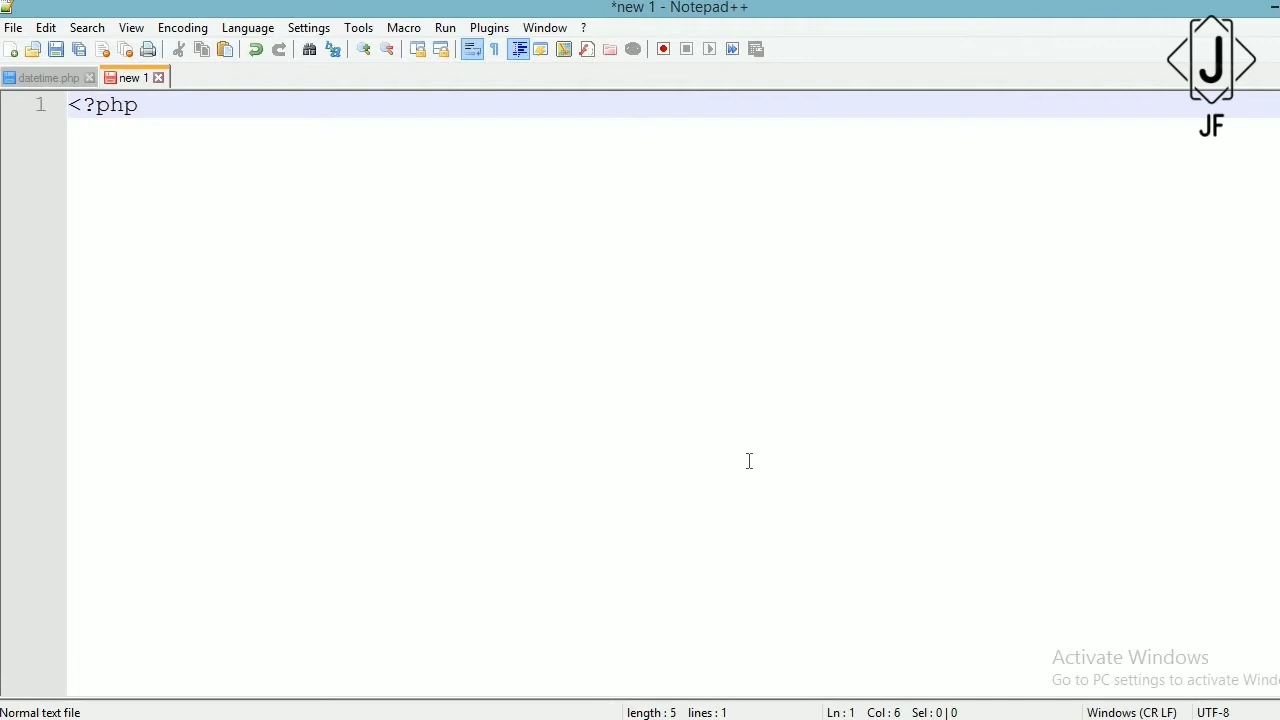 *new 1 - Notepad++
File Edit Search View Encoding Language Settings Tools Macro Run Plugins Window ?
datetime.php new 1
J
JF
1 <?php
Activate Windows
Go to PC settings to activate Wind
Normal text file length : 5 lines : 1 Ln : 1 Col : 6 Sel : 0 | 0 Windows (CR LF) UTF-8